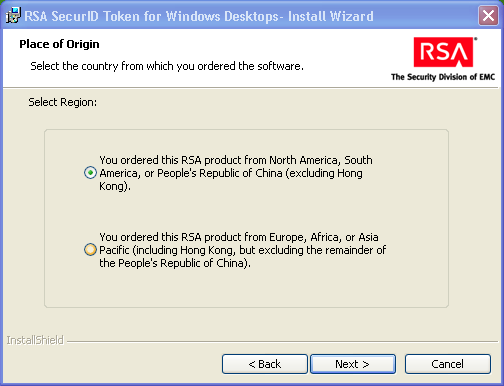 RSA SecurID Token for Windows Desktops- Install Wizard
Place of Origin
Select the country from which you ordered the software.
RSA
The Security Division of EMC
Select Region:
You ordered this RSA product from North America, South
America, or People's Republic of China (excluding Hong
Kong).
You ordered this RSA product from Europe, Africa, or Asia
Pacific (including Hong Kong, but excluding the remainder of
the People's Republic of China).
InstallShield
< Back
Next >
Cancel